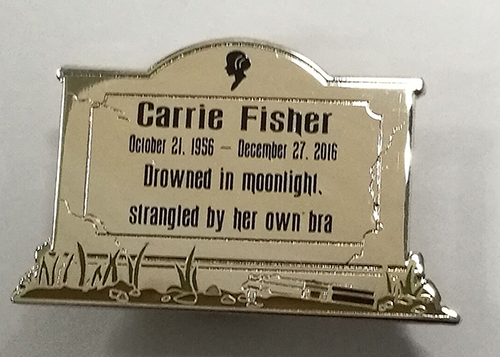 Carrie Fisher
October 21, 1956 – December 27, 2016
Drowned in moonlight,
strangled by her own bra